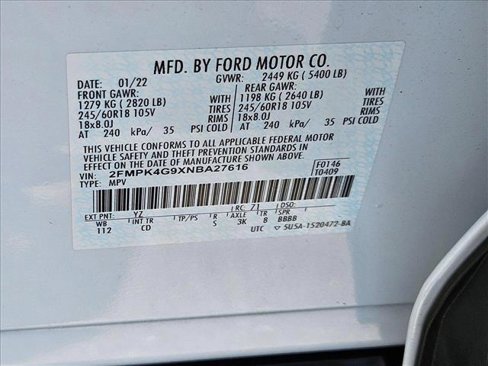 MFD. BY FORD MOTOR CO.
DATE: 01/22 GVWR: 2449 KG ( 5400 LB)
FRONT GAWR: REAR GAWR:
1279 KG ( 2820 LB) 1198 KG ( 2640 LB)
245/60R18 105V TIRES 245/60R18 105V TIRES
18x8.0J RIMS 18x8.0J RIMS
AT 240 kPa/ 35 PSI COLD AT 240 kPa/ 35 PSI COLD
THIS VEHICLE CONFORMS TO ALL APPLICABLE FEDERAL MOTOR
VEHICLE SAFETY AND THEFT PREVENTION STANDARDS IN
EFFECT ON THE DATE OF MANUFACTURE SHOWN ABOVE.
VIN: 2FMPK4G9XNBA27616 F0146
TYPE: MPV T0409
EXT PNT: YZ RC: 71 DSO:
WB INT TR TP/PS R AXLE TR SPR
112 CD S 3K 8 BBBB
UTC 5U5A-1520472-BA